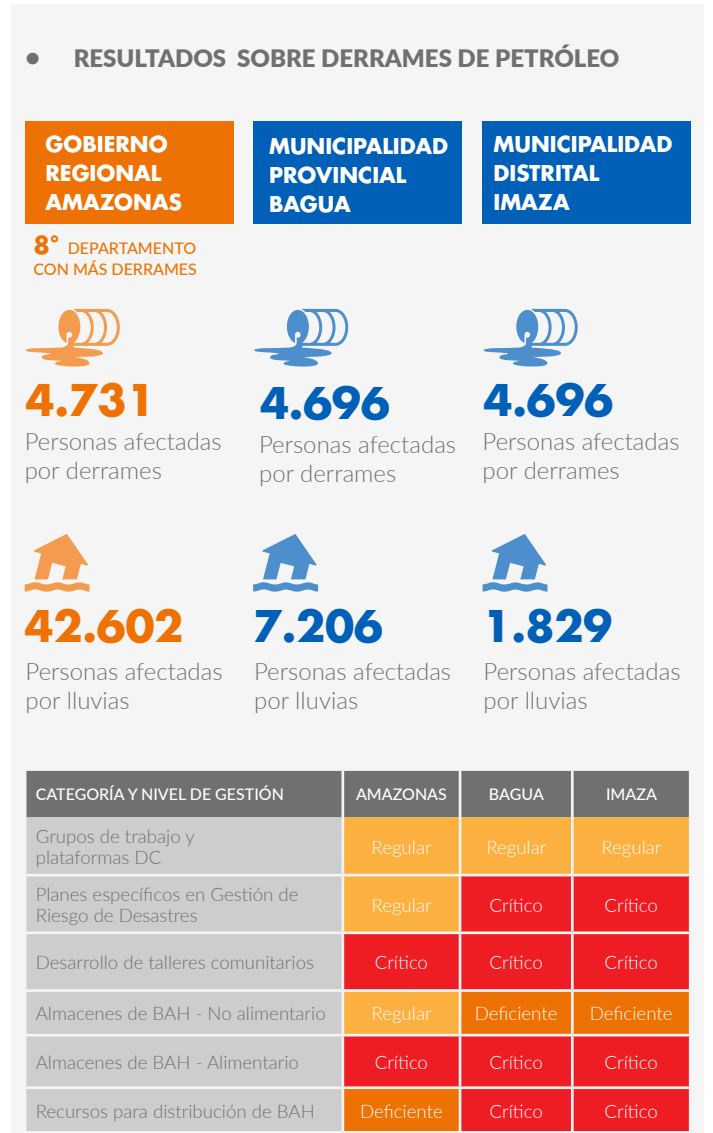 • RESULTADOS SOBRE DERRAMES DE PETRÓLEO
GOBIERNO
REGIONAL
AMAZONAS
8° DEPARTAMENTO
CON MÁS DERRAMES
4.731
Personas afectadas
por derrames
42.602
Personas afectadas
por lluvias
MUNICIPALIDAD
PROVINCIAL
BAGUA
4.696
Personas afectadas
por derrames
7.206
Personas afectadas
por lluvias
MUNICIPALIDAD
DISTRITAL
IMAZA
4.696
Personas afectadas
por derrames
1.829
Personas afectadas
por lluvias
CATEGORÍA Y NIVEL DE GESTIÓN AMAZONAS BAGUA IMAZA
Grupos de trabajo y
plataformas DC Regular Regular Regular
Planes específicos en Gestión de
Riesgo de Desastres Regular Crítico Crítico
Desarrollo de talleres comunitarios Crítico Crítico Crítico
Almacenes de BAH - No alimentario Regular Deficiente Deficiente
Almacenes de BAH - Alimentario Crítico Crítico Crítico
Recursos para distribución de BAH Deficiente Crítico Crítico